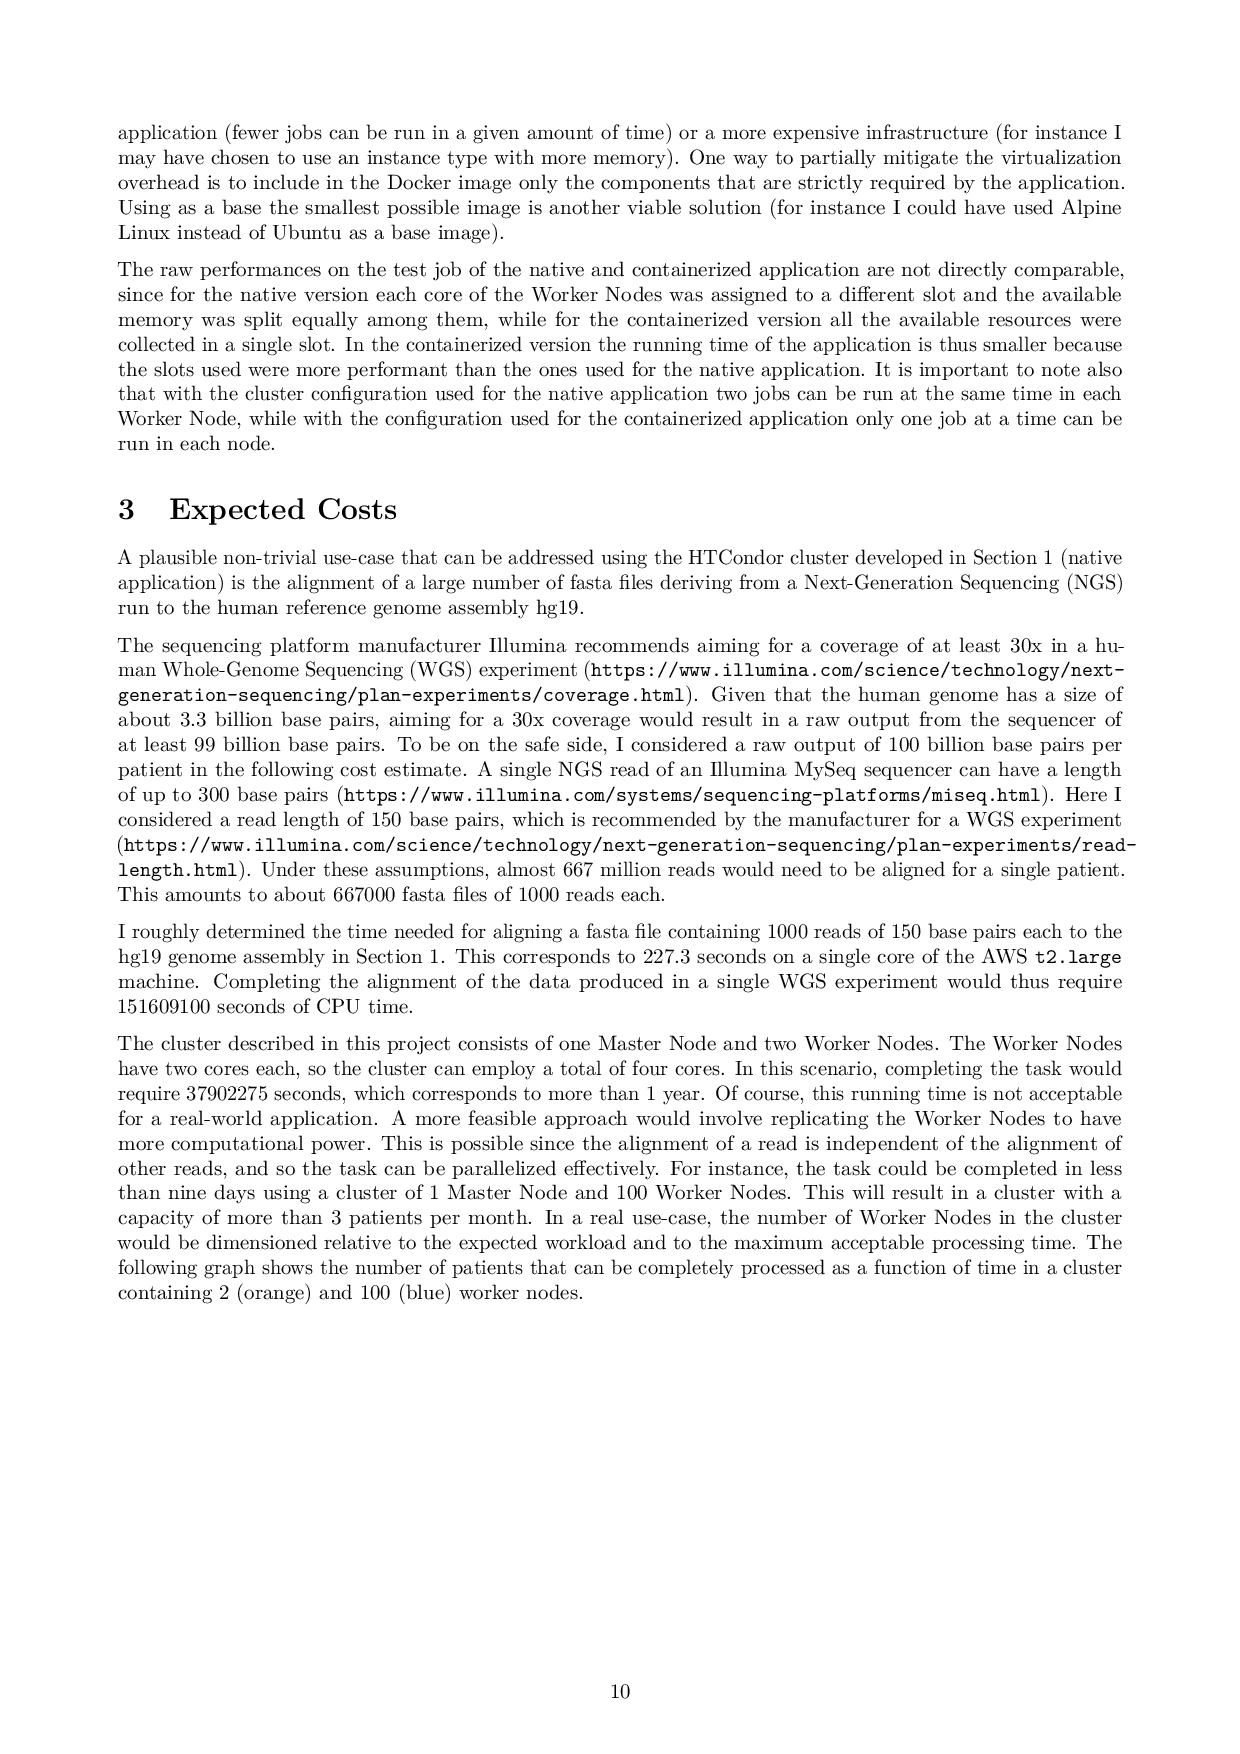 application (fewer jobs can be run in a given amount of time) or a more expensive infrastructure (for instance I
may have chosen to use an instance type with more memory). One way to partially mitigate the virtualization
overhead is to include in the Docker image only the components that are strictly required by the application.
Using as a base the smallest possible image is another viable solution (for instance I could have used Alpine
Linux instead of Ubuntu as a base image).
The raw performances on the test job of the native and containerized application are not directly comparable,
since for the native version each core of the Worker Nodes was assigned to a different slot and the available
memory was split equally among them, while for the containerized version all the available resources were
collected in a single slot. In the containerized version the running time of the application is thus smaller because
the slots used were more performant than the ones used for the native application. It is important to note also
that with the cluster configuration used for the native application two jobs can be run at the same time in each
Worker Node, while with the configuration used for the containerized application only one job at a time can be
run in each node.
3 Expected Costs
A plausible non-trivial use-case that can be addressed using the HTCondor cluster developed in Section 1 (native
application) is the alignment of a large number of fasta files deriving from a Next-Generation Sequencing (NGS)
run to the human reference genome assembly hg19.
The sequencing platform manufacturer Illumina recommends aiming for a coverage of at least 30x in a hu-
man Whole-Genome Sequencing (WGS) experiment (https://www.illumina.com/science/technology/next-
generation-sequencing/plan-experiments/coverage.html). Given that the human genome has a size of
about 3.3 billion base pairs, aiming for a 30x coverage would result in a raw output from the sequencer of
at least 99 billion base pairs. To be on the safe side, I considered a raw output of 100 billion base pairs per
patient in the following cost estimate. A single NGS read of an Illumina MySeq sequencer can have a length
of up to 300 base pairs (https://www.illumina.com/systems/sequencing-platforms/miseq.html). Here I
considered a read length of 150 base pairs, which is recommended by the manufacturer for a WGS experiment
(https://www.illumina.com/science/technology/next-generation-sequencing/plan-experiments/read-
length.html). Under these assumptions, almost 667 million reads would need to be aligned for a single patient.
This amounts to about 667000 fasta files of 1000 reads each.
I roughly determined the time needed for aligning a fasta file containing 1000 reads of 150 base pairs each to the
hg19 genome assembly in Section 1. This corresponds to 227.3 seconds on a single core of the AWS t2.large
machine. Completing the alignment of the data produced in a single WGS experiment would thus require
151609100 seconds of CPU time.
The cluster described in this project consists of one Master Node and two Worker Nodes. The Worker Nodes
have two cores each, so the cluster can employ a total of four cores. In this scenario, completing the task would
require 37902275 seconds, which corresponds to more than 1 year. Of course, this running time is not acceptable
for a real-world application. A more feasible approach would involve replicating the Worker Nodes to have
more computational power. This is possible since the alignment of a read is independent of the alignment of
other reads, and so the task can be parallelized effectively. For instance, the task could be completed in less
than nine days using a cluster of 1 Master Node and 100 Worker Nodes. This will result in a cluster with a
capacity of more than 3 patients per month. In a real use-case, the number of Worker Nodes in the cluster
would be dimensioned relative to the expected workload and to the maximum acceptable processing time. The
following graph shows the number of patients that can be completely processed as a function of time in a cluster
containing 2 (orange) and 100 (blue) worker nodes.
10